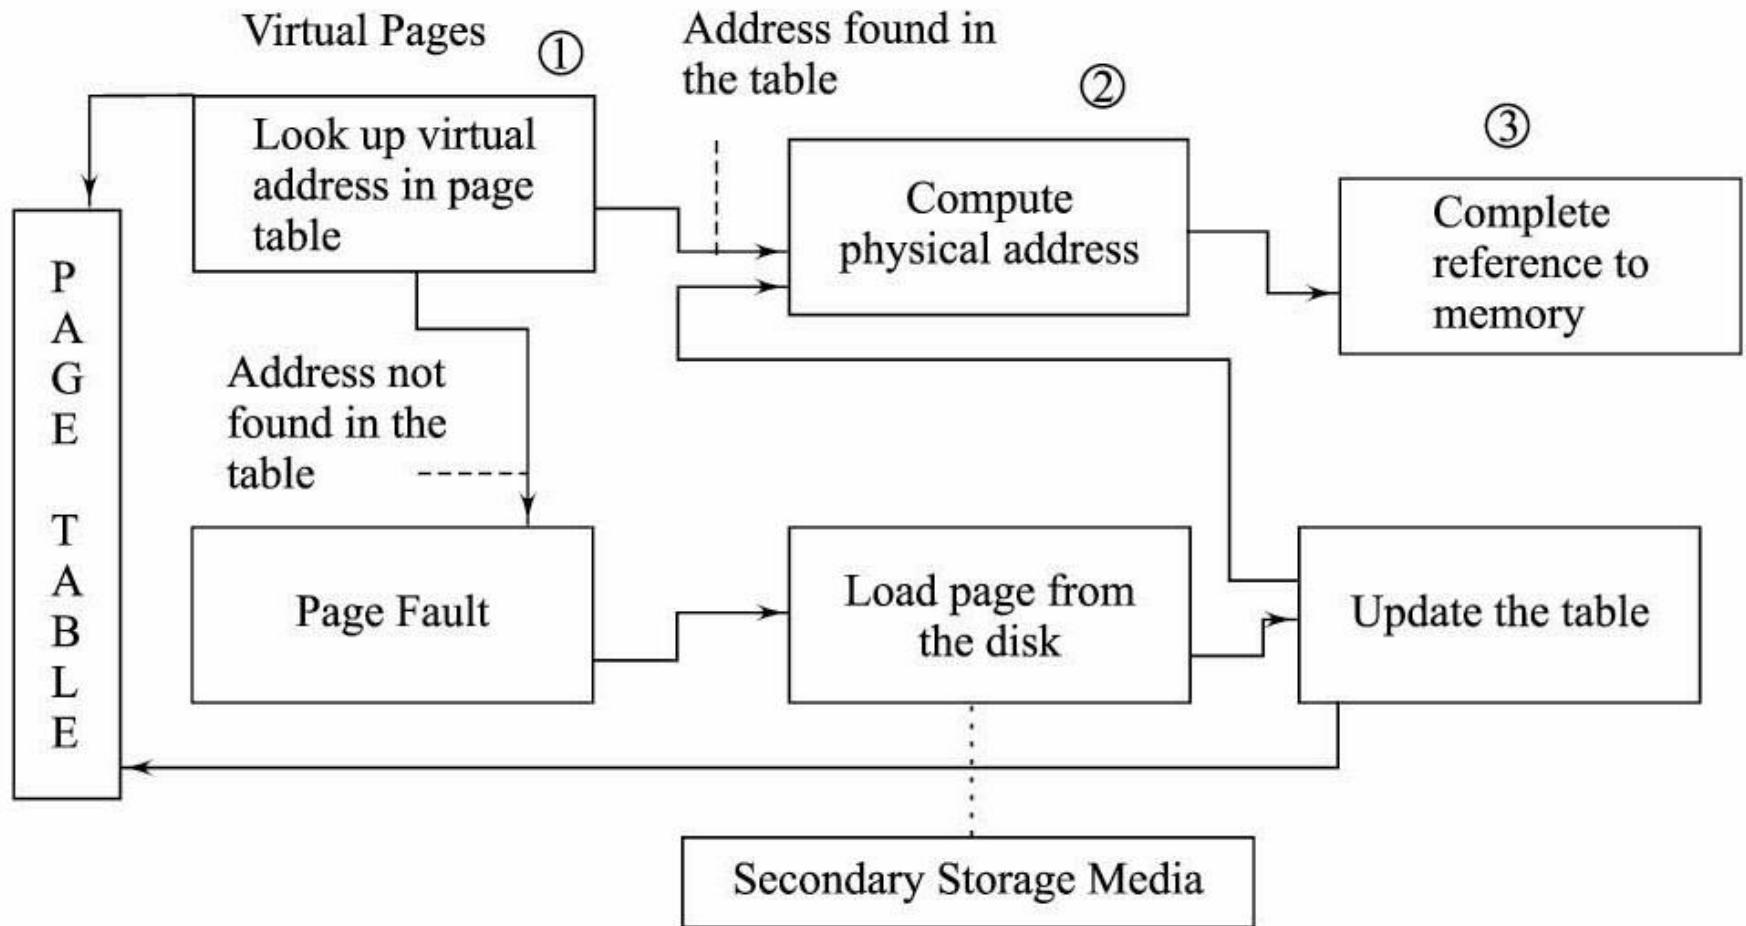 Virtual Pages
①
Address found in
the table
②
③
Look up virtual
address in page
table
Compute
physical address
Complete
reference to
memory
P
A
G
E
T
A
B
L
E
Address not
found in the
table
Page Fault
Load page from
the disk
Update the table
Secondary Storage Media